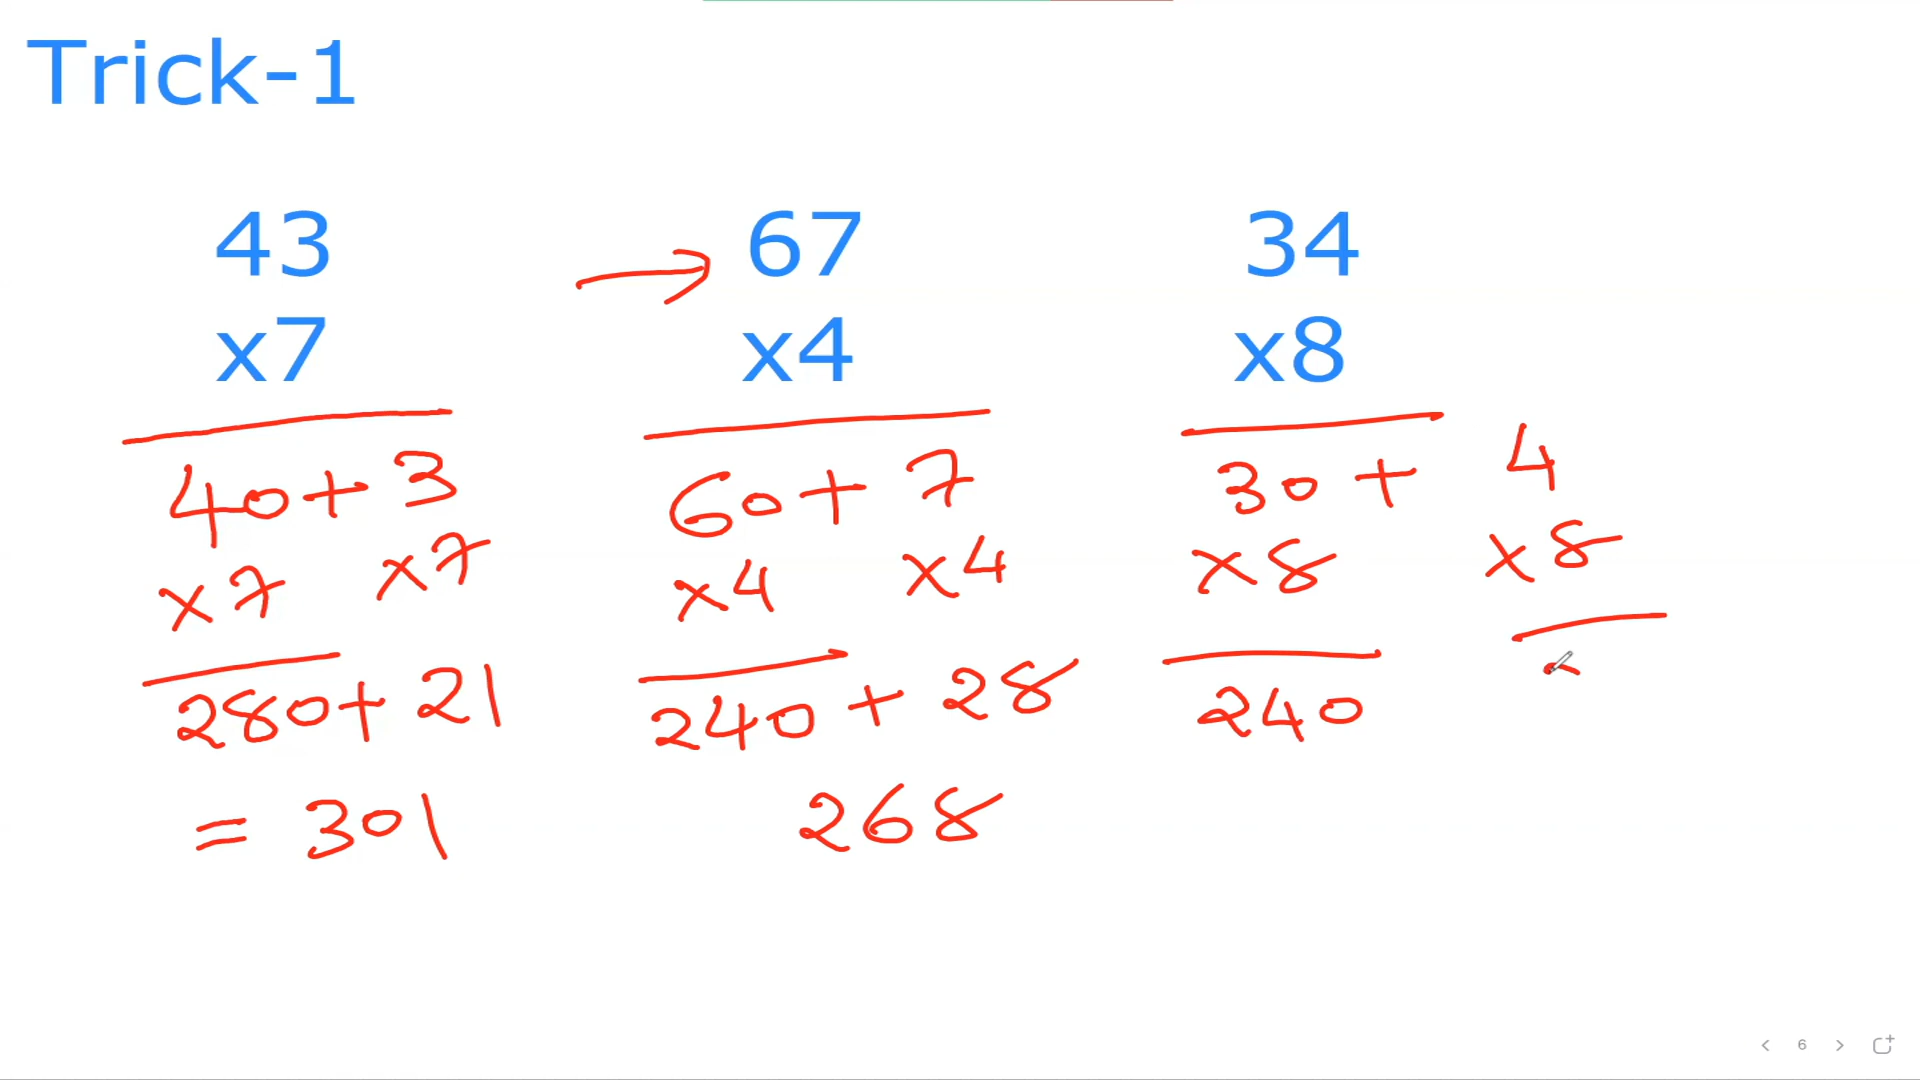 Trick-1
43 67 34
x7 x4 x8
40+3 60+7 30+ 4
x7 x7 x4 x4 x8 x8
280+21 240+28 240
= 301 268
6